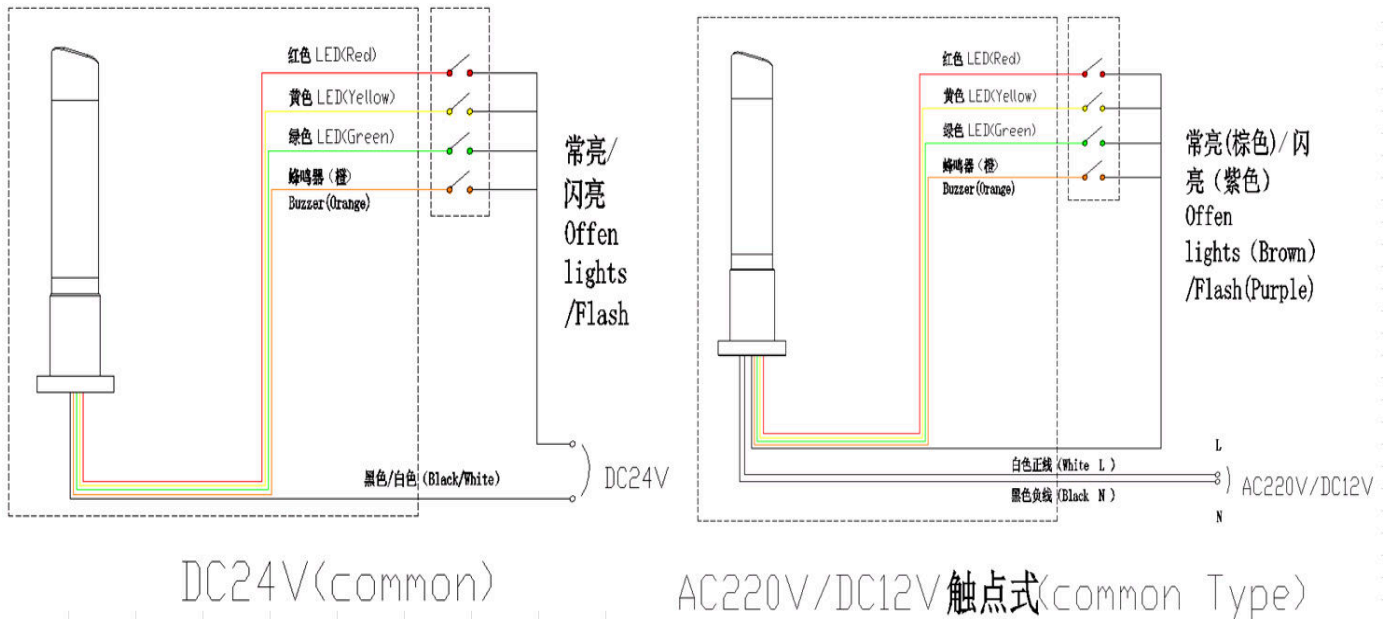 红色 LED(Red)
黄色 LED(Yellow)
绿色 LED(Green)
蜂鸣器（橙）
Buzzer(Orange)
常亮/
闪亮
Offen
lights
/Flash
黑色/白色 (Black/White)
DC24V
DC24V(common)
红色 LED(Red)
黄色 LED(Yellow)
绿色 LED(Green)
蜂鸣器（橙）
Buzzer(Orange)
常亮(棕色)/闪
亮（紫色）
Offen
lights (Brown)
/Flash(Purple)
L
白色正线 (White L )
黑色负线 (Black N )
AC220V/DC12V
N
AC220V/DC12V触点式(common Type)